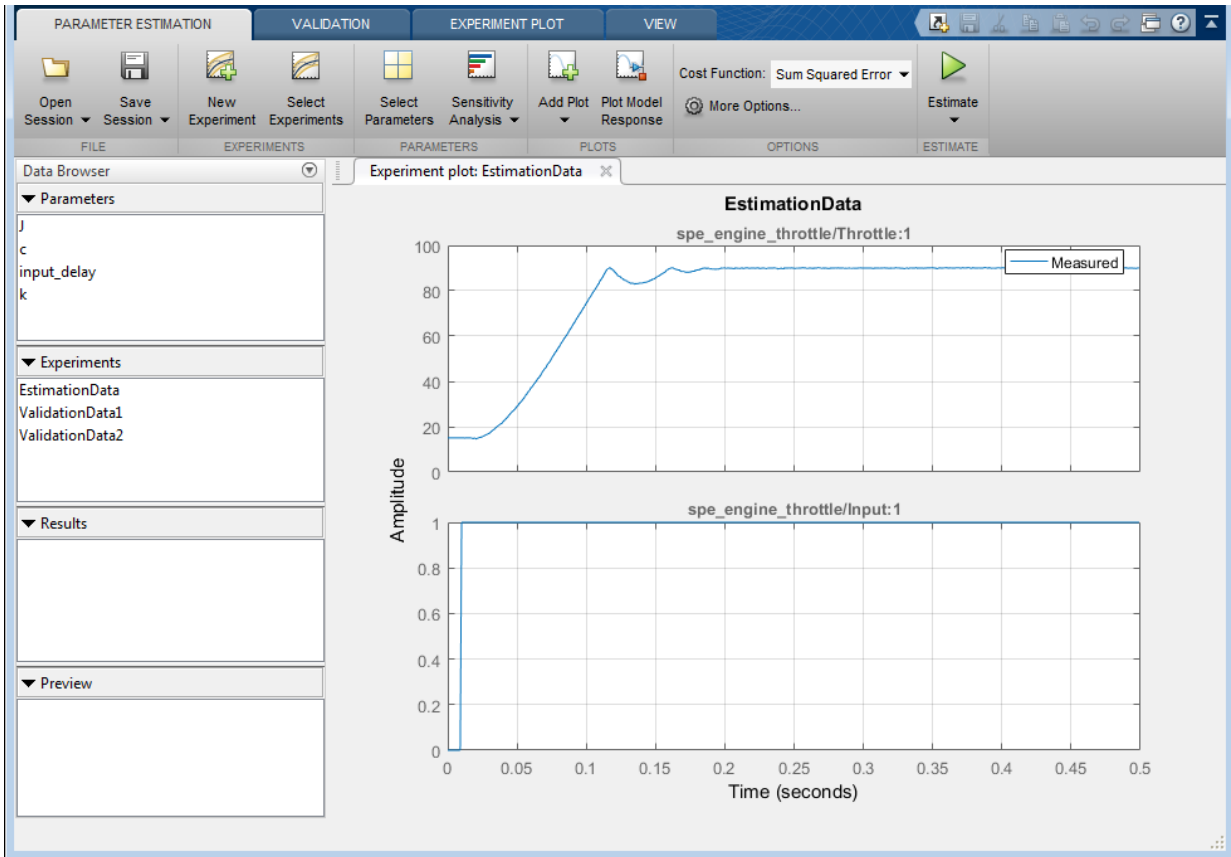 PARAMETER ESTIMATION VALIDATION EXPERIMENT PLOT VIEW
Open Session Save Session New Experiment Select Experiments Select Parameters Sensitivity Analysis Add Plot Plot Model Response Cost Function: Sum Squared Error Estimate
More Options...
FILE EXPERIMENTS PARAMETERS PLOTS OPTIONS ESTIMATE
Data Browser
Parameters
J
c
input_delay
k
Experiments
EstimationData
ValidationData1
ValidationData2
Results
Preview
Experiment plot: EstimationData
EstimationData
spe_engine_throttle/Throttle:1
Measured
100
80
60
40
20
0
Amplitude
spe_engine_throttle/Input:1
1
0.8
0.6
0.4
0.2
0
0 0.05 0.1 0.15 0.2 0.25 0.3 0.35 0.4 0.45 0.5
Time (seconds)